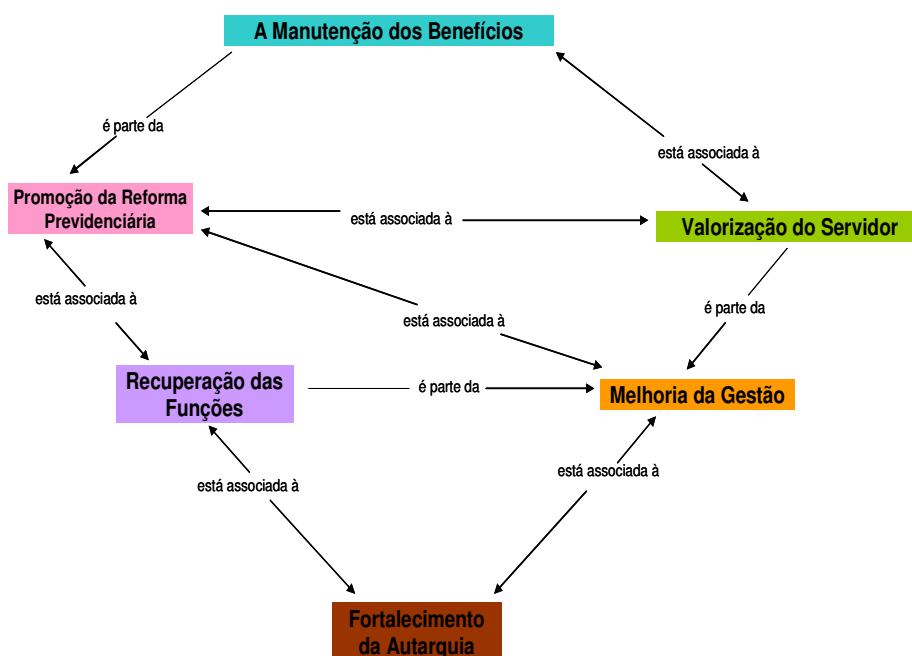 A Manutenção dos Benefícios
é parte da
está associada à
Promoção da Reforma
Previdenciária
está associada à
Valorização do Servidor
está associada à
é parte da
está associada à
Recuperação das
Funções
é parte da
Melhoria da Gestão
está associada à
está associada à
Fortalecimento
da Autarquia